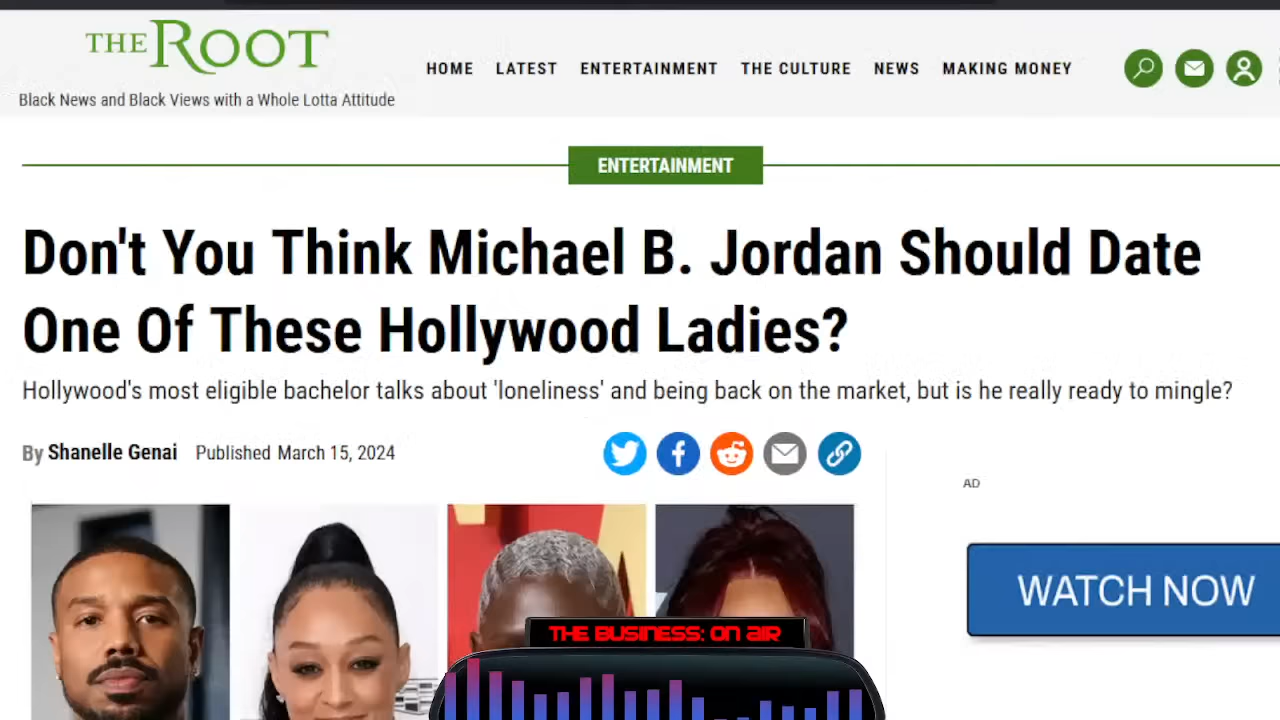 THE ROOT
Black News and Black Views with a Whole Lotta Attitude
HOME LATEST ENTERTAINMENT THE CULTURE NEWS MAKING MONEY
ENTERTAINMENT
Don't You Think Michael B. Jordan Should Date
One Of These Hollywood Ladies?
Hollywood's most eligible bachelor talks about 'loneliness' and being back on the market, but is he really ready to mingle?
By Shanelle Genai Published March 15, 2024
AD
WATCH NOW
THE BUSINESS: ON AIR